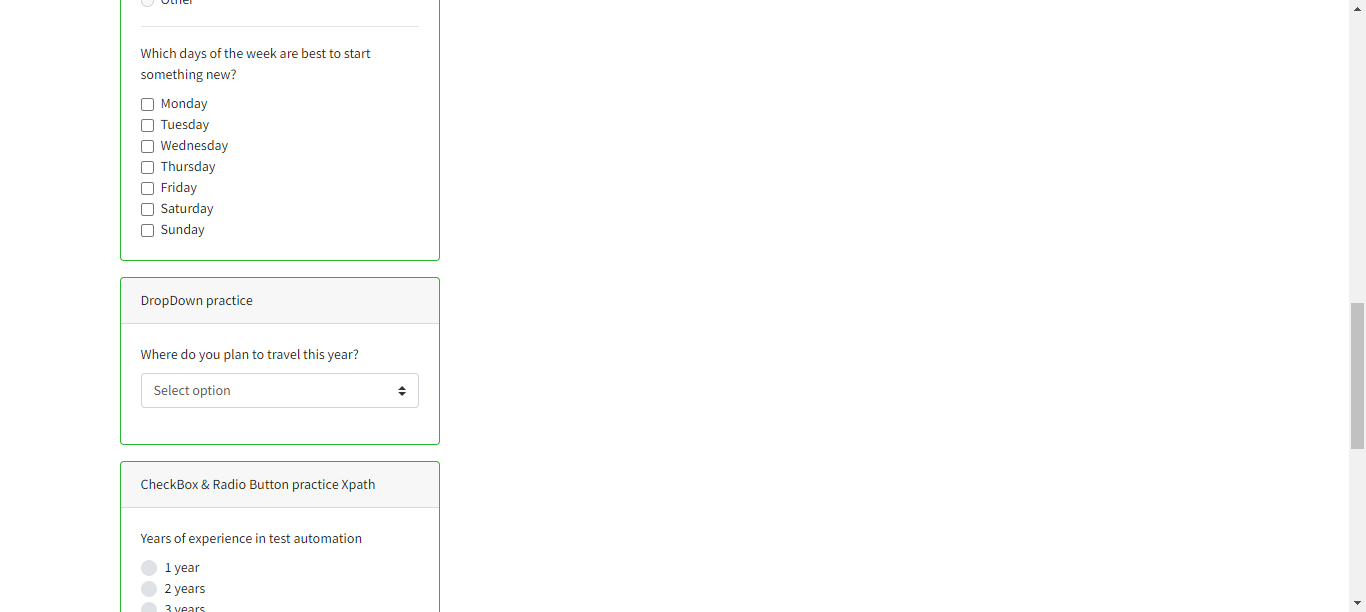 Other
Which days of the week are best to start
something new?
Monday
Tuesday
Wednesday
Thursday
Friday
Saturday
Sunday
DropDown practice
Where do you plan to travel this year?
Select option
CheckBox & Radio Button practice Xpath
Years of experience in test automation
1 year
2 years
3 years